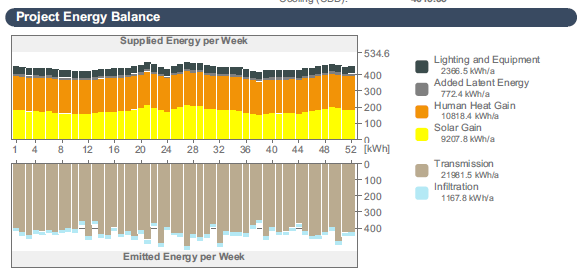 Project Energy Balance
Supplied Energy per Week
534.6
400
300
200
100
0
1 4 8 12 16 20 24 28 32 36 40 44 48 52 [kWh]
0
100
200
300
400
Emitted Energy per Week
Lighting and Equipment
2366.5 kWh/a
Added Latent Energy
772.4 kWh/a
Human Heat Gain
10818.4 kWh/a
Solar Gain
9207.8 kWh/a
Transmission
21981.5 kWh/a
Infiltration
1167.8 kWh/a